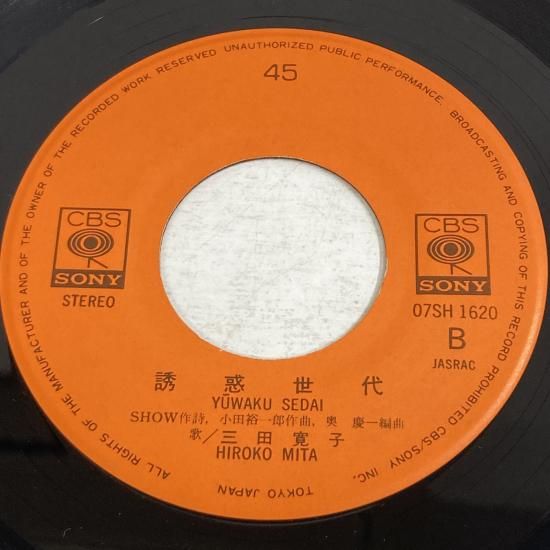 ALL RIGHTS OF THE MANUFACTURER AND OF THE OWNER OF THE RECORDED WORK RESERVED UNAUTHORIZED PUBLIC PERFORMANCE, BROADCASTING AND COPYING OF THIS RECORD PROHIBITED CBS/SONY INC. TOKYO JAPAN
45
CBS
SONY
STEREO
CBS
SONY
07SH 1620
B
JASRAC
誘惑世代
YŪWAKU SEDAI
SHOW作詩, 小田裕一郎作曲, 奥 慶一編曲
歌／三田寛子
HIROKO MITA